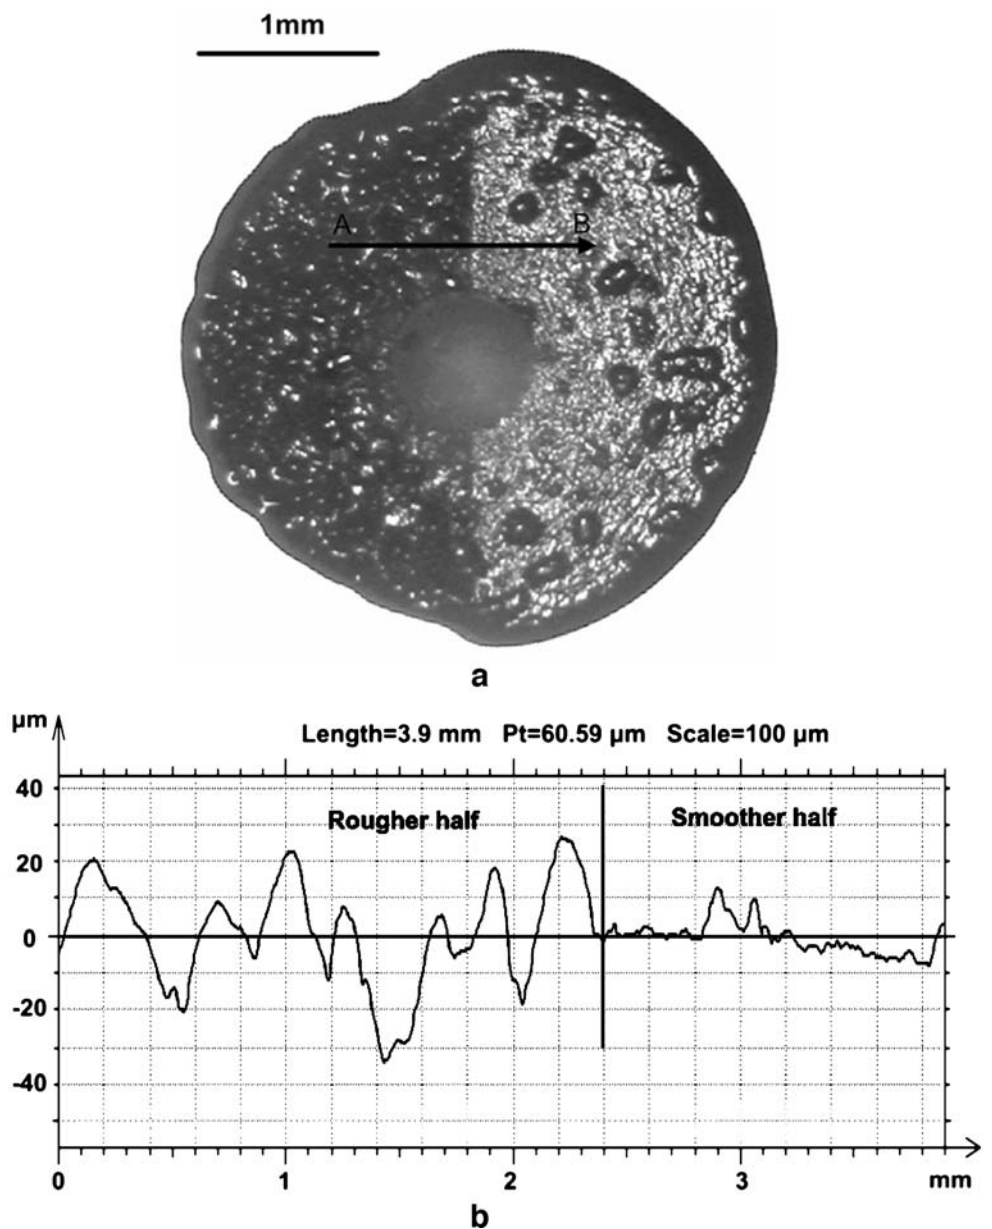 1mm
A B
a
µm
Length=3.9 mm Pt=60.59 µm Scale=100 µm
40
Rougher half Smoother half
20
0
-20
-40
0 1 2 3 mm
b